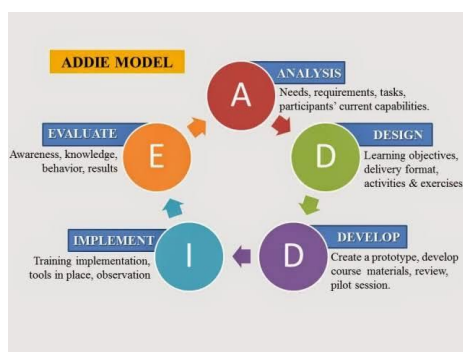 ADDIE MODEL
A
ANALYSIS
Needs, requirements, tasks,
participants' current capabilities.
D
DESIGN
Learning objectives,
delivery format,
activities & exercises
D
DEVELOP
Create a prototype, develop
course materials, review,
pilot session.
I
IMPLEMENT
Training implementation,
tools in place, observation
E
EVALUATE
Awareness, knowledge,
behavior, results